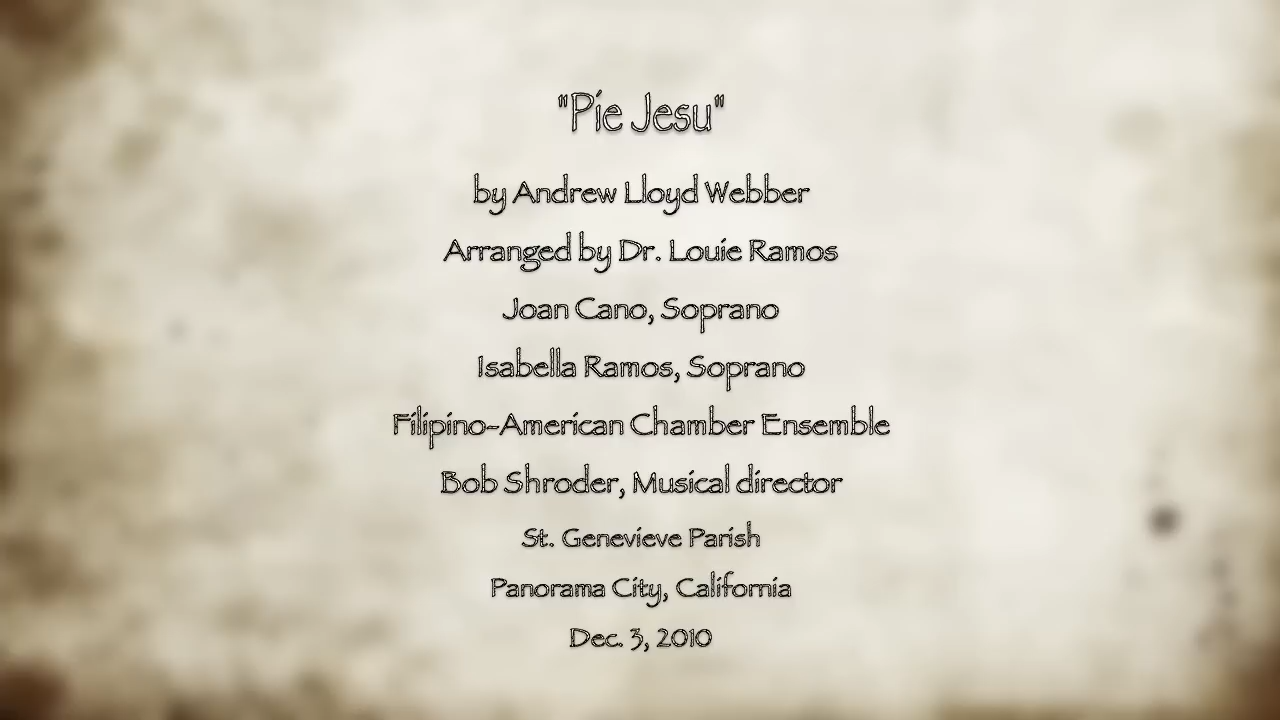 "Pie Jesu"
by Andrew Lloyd Webber
Arranged by Dr. Louie Ramos
Joan Cano, Soprano
Isabella Ramos, Soprano
Filipino-American Chamber Ensemble
Bob Shroder, Musical director
St. Genevieve Parish
Panorama City, California
Dec. 3, 2010